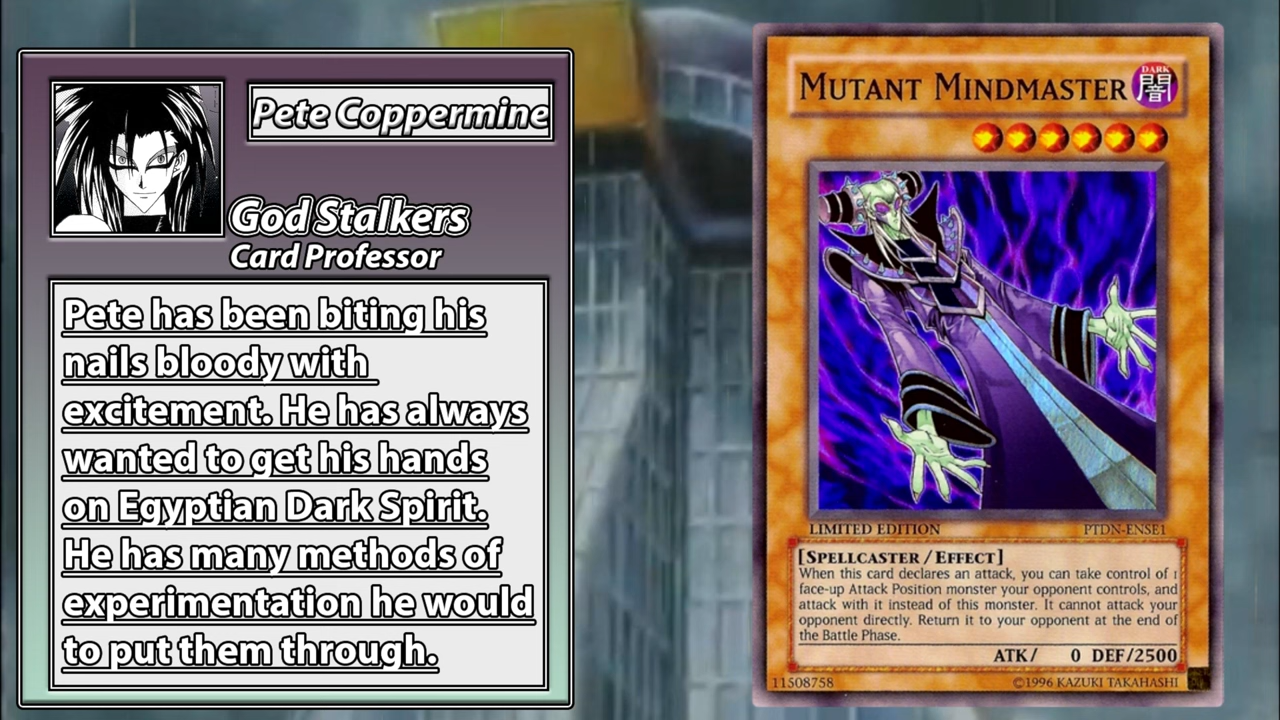 Pete Coppermine
God Stalkers
Card Professor
Pete has been biting his
nails bloody with
excitement. He has always
wanted to get his hands
on Egyptian Dark Spirit.
He has many methods of
experimentation he would
to put them through.
MUTANT MINDMASTER
DARK
闇
LIMITED EDITION
PTDN-ENSE1
[SPELLCASTER / EFFECT]
When this card declares an attack, you can take control of 1
face-up Attack Position monster your opponent controls, and
attack with it instead of this monster. It cannot attack your
opponent directly. Return it to your opponent at the end of
the Battle Phase.
ATK/ 0 DEF/2500
11508758
©1996 KAZUKI TAKAHASHI